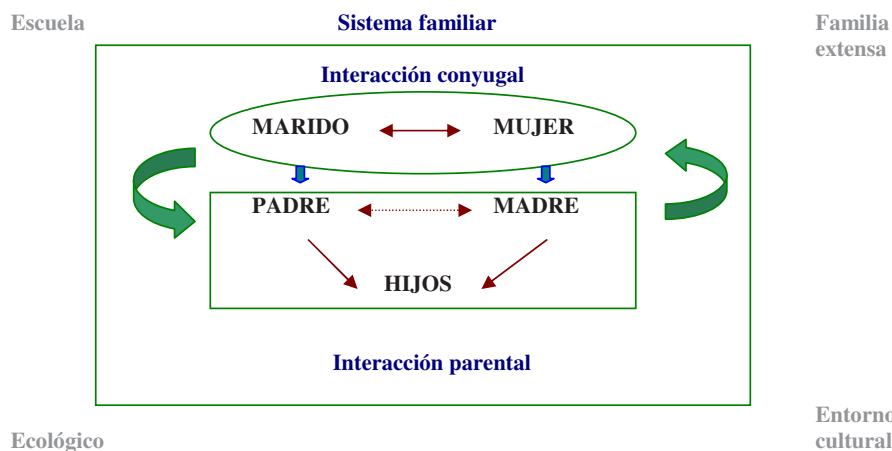 Escuela
Sistema familiar
Familia
extensa
Interacción conyugal
MARIDO
MUJER
PADRE
MADRE
HIJOS
Interacción parental
Ecológico
Entorno
cultural